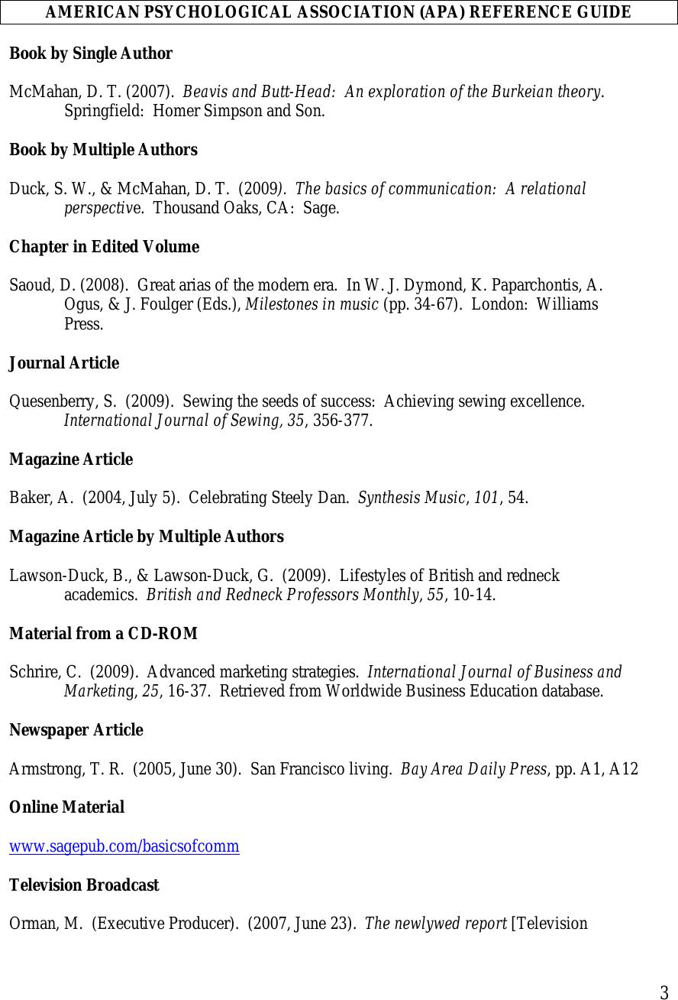 AMERICAN PSYCHOLOGICAL ASSOCIATION (APA) REFERENCE GUIDE
Book by Single Author
McMahan, D. T. (2007).  Beavis and Butt-Head:  An exploration of the Burkeian theory.
Springfield:  Homer Simpson and Son.
Book by Multiple Authors
Duck, S. W., & McMahan, D. T.  (2009).  The basics of communication:  A relational
perspective.  Thousand Oaks, CA:  Sage.
Chapter in Edited Volume
Saoud, D. (2008).  Great arias of the modern era.  In W. J. Dymond, K. Paparchontis, A.
Ogus, & J. Foulger (Eds.), Milestones in music (pp. 34-67).  London:  Williams
Press.
Journal Article
Quesenberry, S.  (2009).  Sewing the seeds of success:  Achieving sewing excellence.
International Journal of Sewing, 35, 356-377.
Magazine Article
Baker, A.  (2004, July 5).  Celebrating Steely Dan.  Synthesis Music, 101, 54.
Magazine Article by Multiple Authors
Lawson-Duck, B., & Lawson-Duck, G.  (2009).  Lifestyles of British and redneck
academics.  British and Redneck Professors Monthly, 55, 10-14.
Material from a CD-ROM
Schrire, C.  (2009).  Advanced marketing strategies.  International Journal of Business and
Marketing, 25, 16-37.  Retrieved from Worldwide Business Education database.
Newspaper Article
Armstrong, T. R.  (2005, June 30).  San Francisco living.  Bay Area Daily Press, pp. A1, A12
Online Material
www.sagepub.com/basicsofcomm
Television Broadcast
Orman, M.  (Executive Producer).  (2007, June 23).  The newlywed report [Television
3